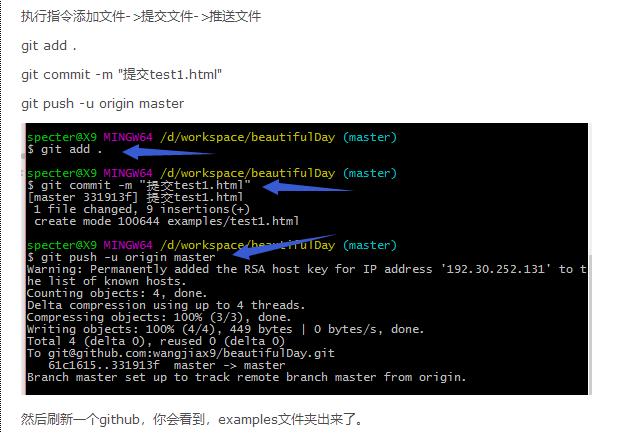 执行指令添加文件->提交文件->推送文件
git add .
git commit -m "提交test1.html"
git push -u origin master
specter@X9 MINGW64 /d/workspace/beautifulDay (master)
$ git add .
specter@X9 MINGW64 /d/workspace/beautifulDay (master)
$ git commit -m "提交test1.html"
[master 331913f] 提交test1.html
1 file changed, 9 insertions(+)
create mode 100644 examples/test1.html
specter@X9 MINGW64 /d/workspace/beautifulDay (master)
$ git push -u origin master
Warning: Permanently added the RSA host key for IP address '192.30.252.131' to t
he list of known hosts.
Counting objects: 4, done.
Delta compression using up to 4 threads.
Compressing objects: 100% (3/3), done.
Writing objects: 100% (4/4), 449 bytes | 0 bytes/s, done.
Total 4 (delta 0), reused 0 (delta 0)
To git@github.com:wangjiax9/beautifulDay.git
61c1615..331913f  master -> master
Branch master set up to track remote branch master from origin.
然后刷新一个github，你会看到，examples文件夹出来了。